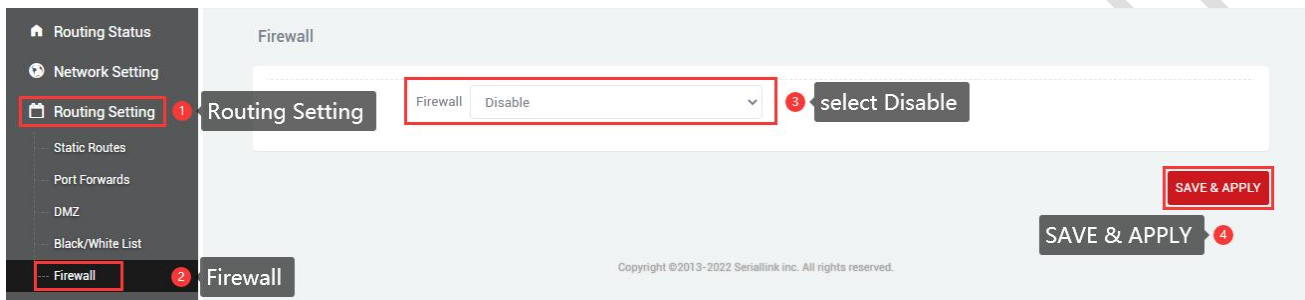 Routing Status
Network Setting
Routing Setting
1
Routing Setting
Static Routes
Port Forwards
DMZ
Black/White List
Firewall
2
Firewall
Firewall
Firewall
Disable
3
select Disable
SAVE & APPLY
SAVE & APPLY
4
Copyright ©2013-2022 Seriallink inc. All rights reserved.